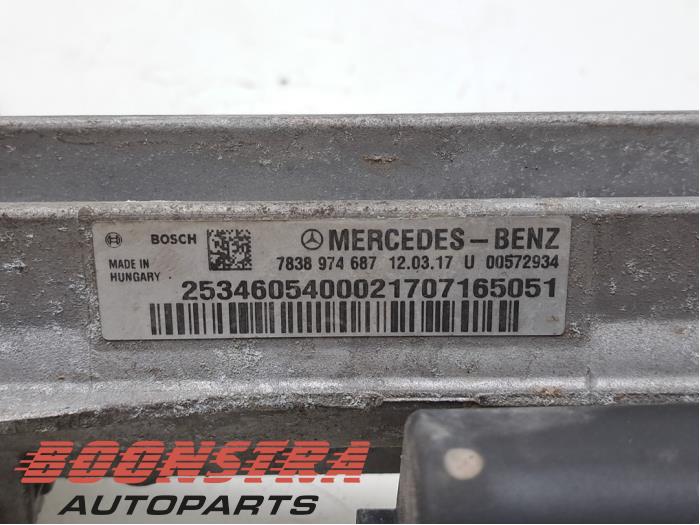 BOSCH
MERCEDES-BENZ
MADE IN
HUNGARY
7838 974 687 12.03.17 U 00572934
2534605400021707165051
BOONSTRA
AUTOPARTS